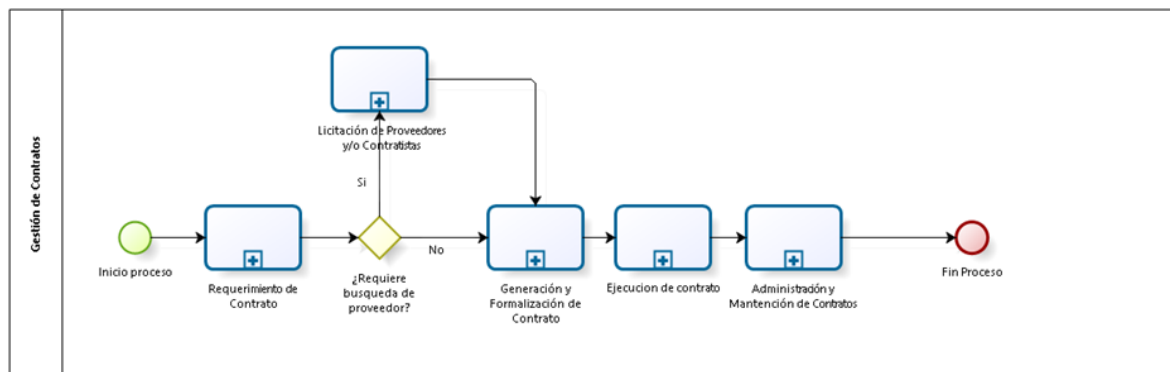 Gestión de Contratos
Licitación de Proveedores
y/o Contratistas
Si
Inicio proceso
Requerimiento de
Contrato
¿Requiere
busqueda de
proveedor?
No
Generación y
Formalización de
Contrato
Ejecucion de contrato
Administración y
Mantención de Contratos
Fin Proceso